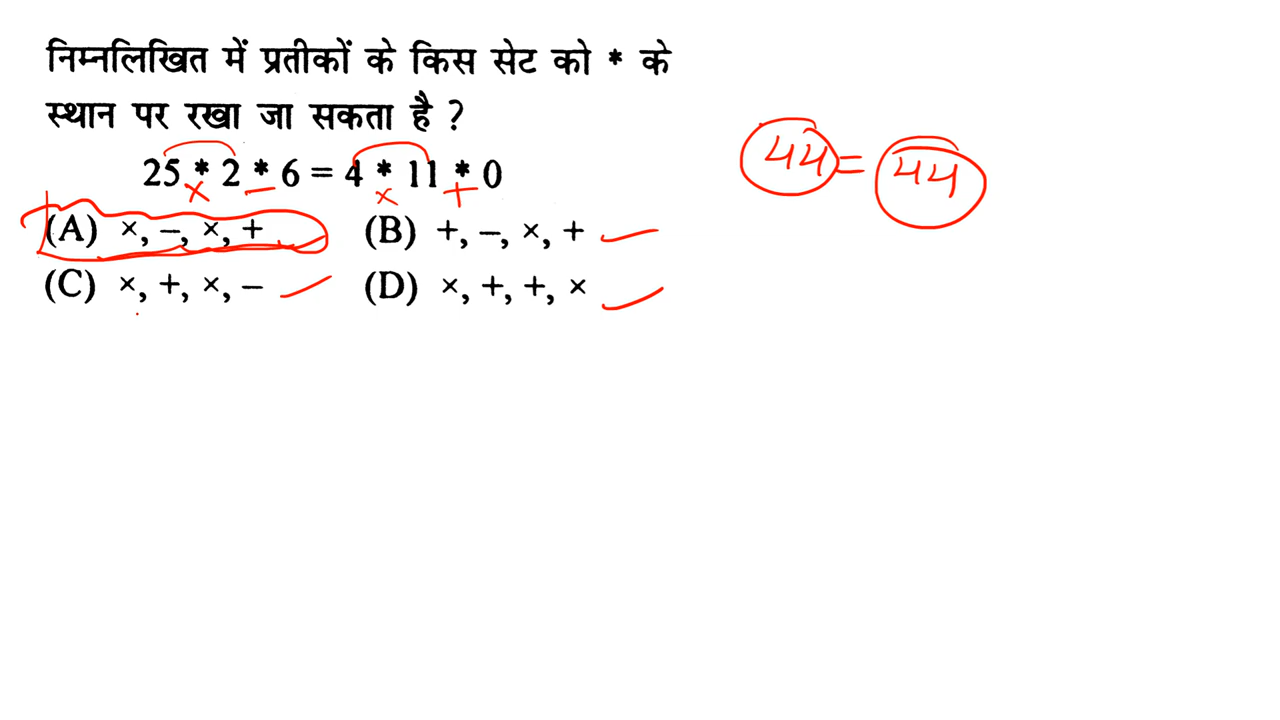 निम्नलिखित में प्रतीकों के किस सेट को * के
स्थान पर रखा जा सकता है ?
25 * 2 * 6 = 4 * 11 * 0
× − × +
(A) ×, –, ×, + (B) +, –, ×, +
(C) ×, +, ×, – (D) ×, +, +, ×
44 = 44